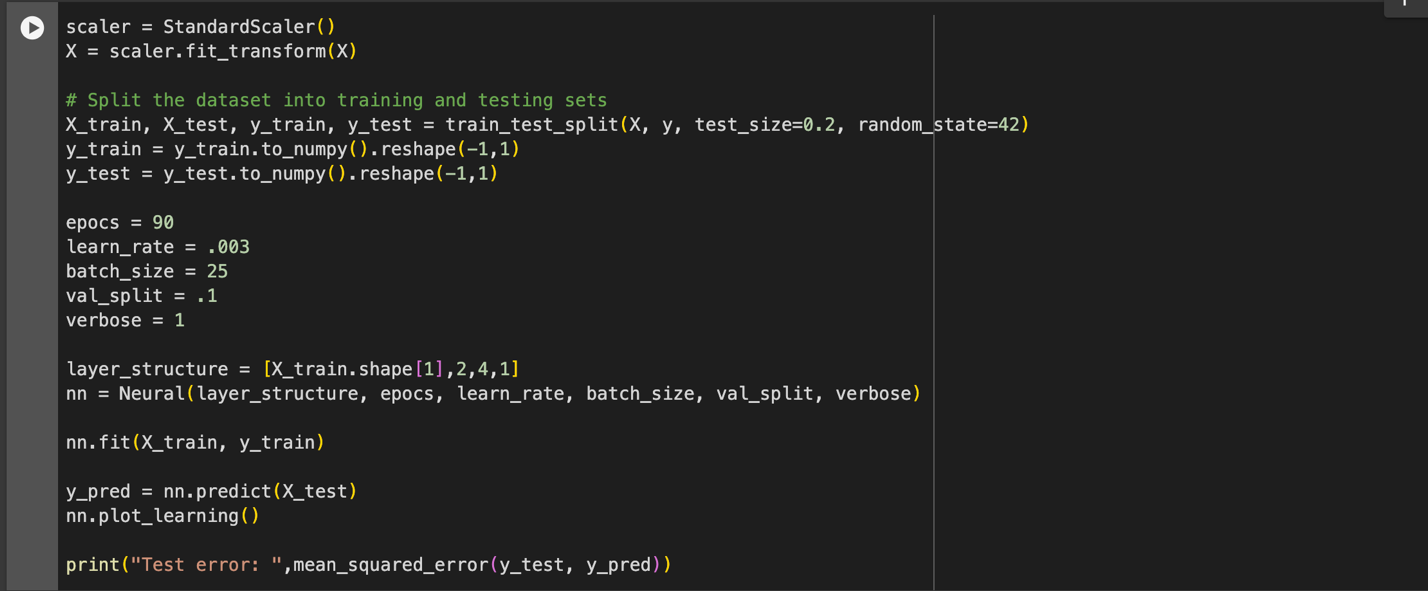 scaler = StandardScaler()
X = scaler.fit_transform(X)
# Split the dataset into training and testing sets
X_train, X_test, y_train, y_test = train_test_split(X, y, test_size=0.2, random_state=42)
y_train = y_train.to_numpy().reshape(-1,1)
y_test = y_test.to_numpy().reshape(-1,1)
epocs = 90
learn_rate = .003
batch_size = 25
val_split = .1
verbose = 1
layer_structure = [X_train.shape[1],2,4,1]
nn = Neural(layer_structure, epocs, learn_rate, batch_size, val_split, verbose)
nn.fit(X_train, y_train)
y_pred = nn.predict(X_test)
nn.plot_learning()
print("Test error: ",mean_squared_error(y_test, y_pred))